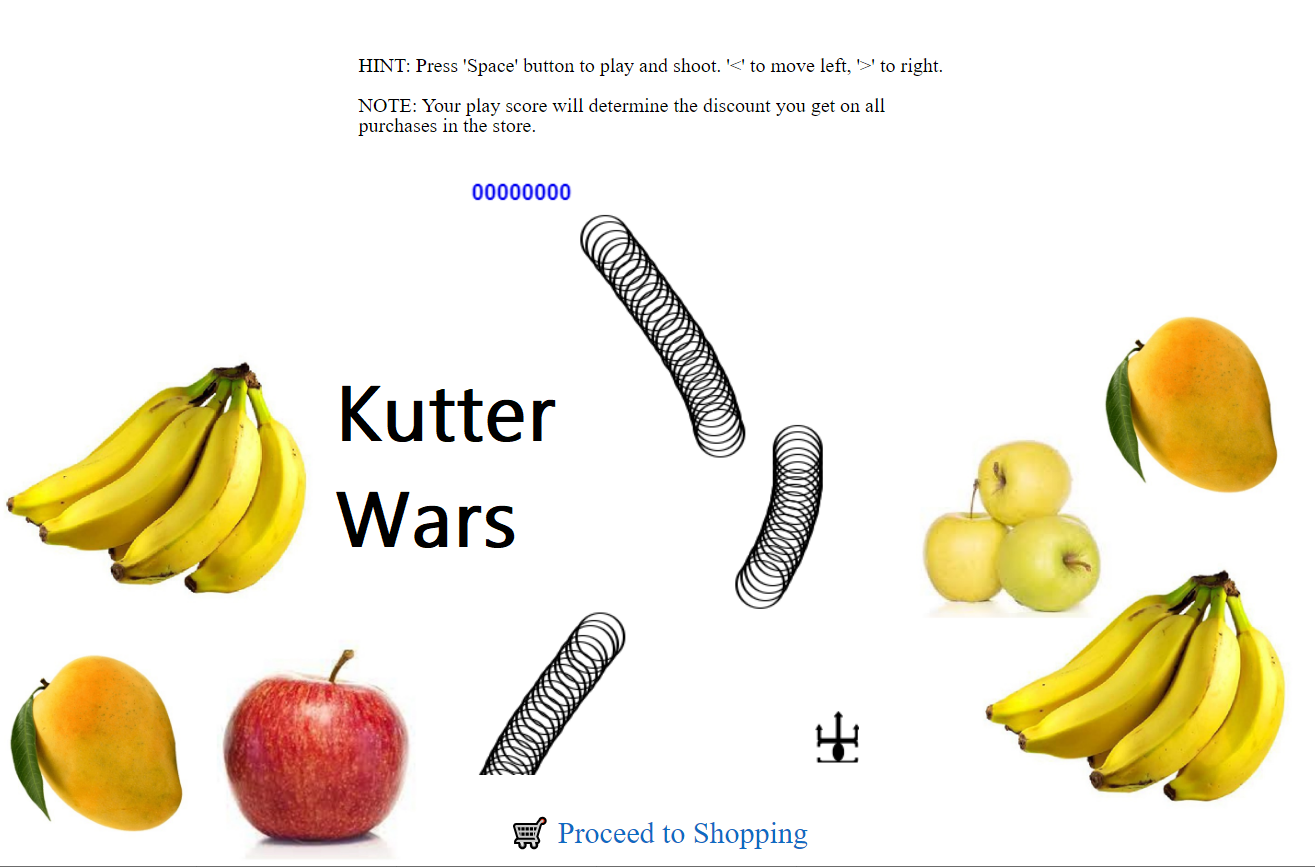 HINT: Press 'Space' button to play and shoot. '<' to move left, '>' to right.
NOTE: Your play score will determine the discount you get on all
purchases in the store.
00000000
Kutter
Wars
Proceed to Shopping